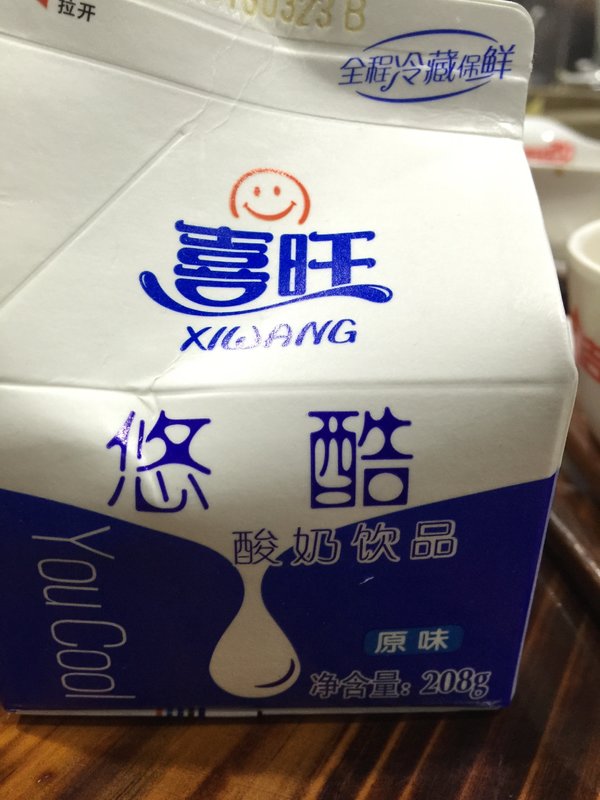 拉开
160323 B
全程冷藏保鲜
喜旺
XIWANG
悠酷
酸奶饮品
You Cool
原味
净含量: 208g